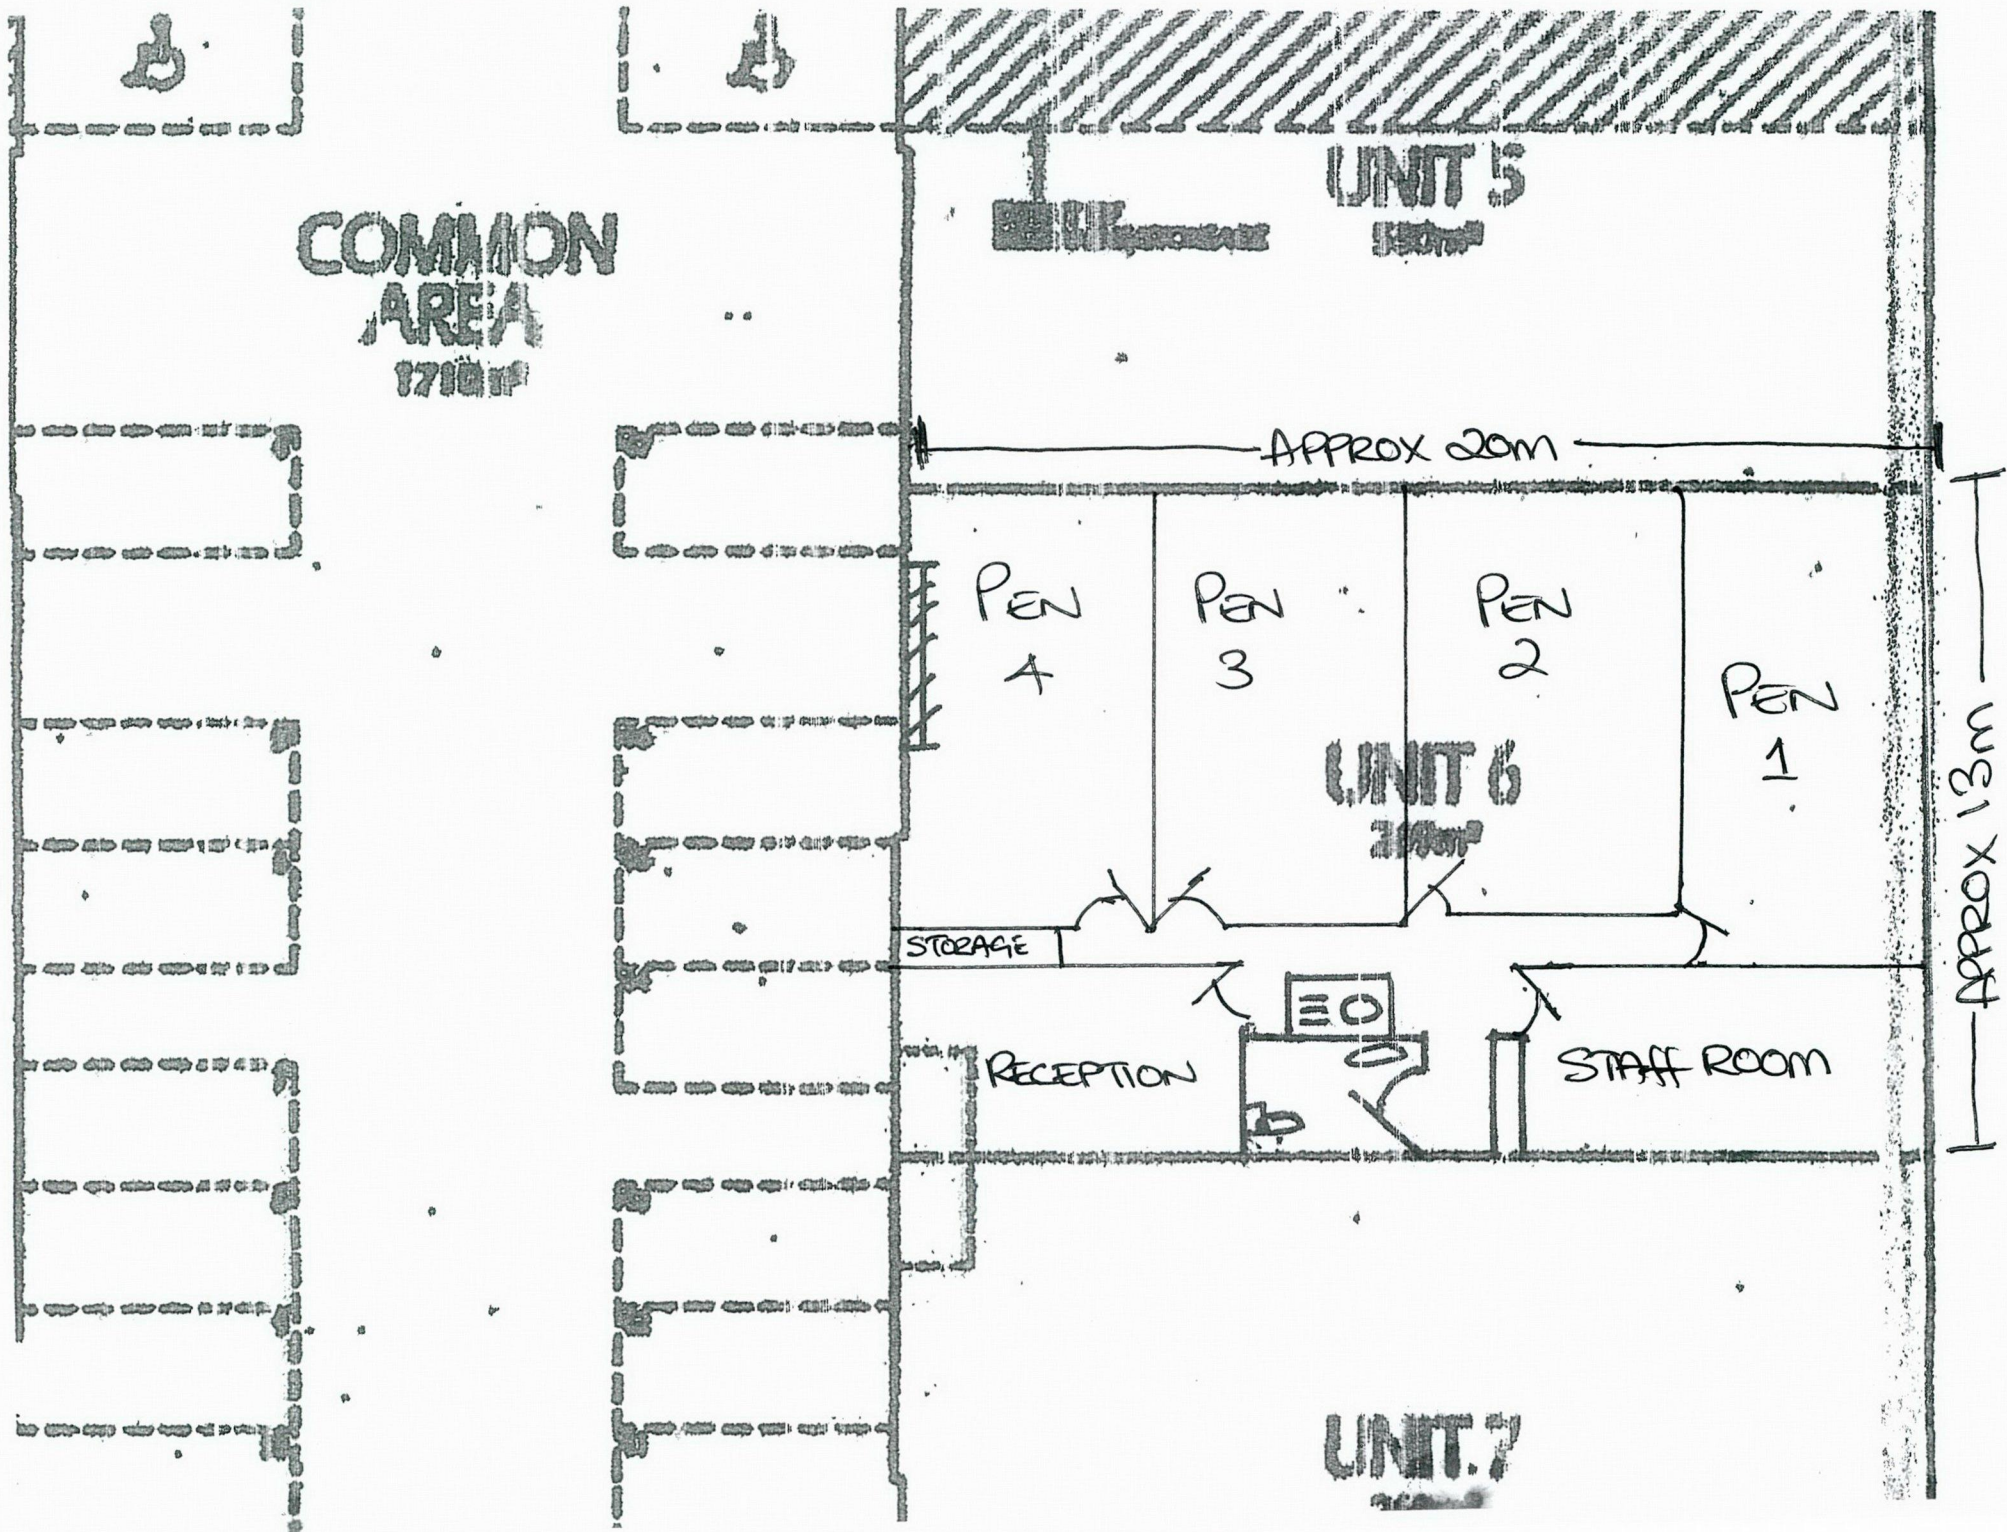 COMMON
AREA
UNIT 5
APPROX 20m
PEN
4
PEN
3
PEN
2
PEN
1
UNIT 6
APPROX 13m
STORAGE
RECEPTION
STAFF ROOM
UNIT 7